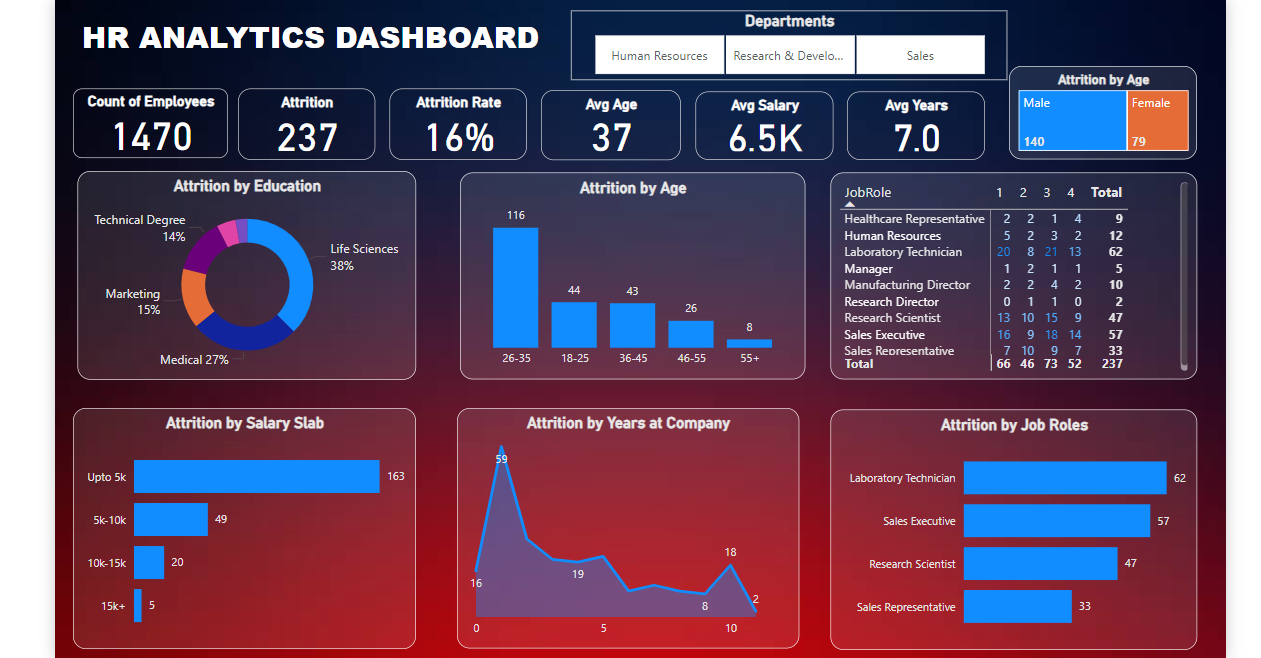 HR ANALYTICS DASHBOARD
Departments
Human Resources
Research & Develo...
Sales
Count of Employees
1470
Attrition
237
Attrition Rate
16%
Avg Age
37
Avg Salary
6.5K
Avg Years
7.0
Attrition by Age
Male
140
Female
79
Attrition by Education
Technical Degree
14%
Life Sciences
38%
Marketing
15%
Medical 27%
Attrition by Age
116
44
43
26
8
26-35 18-25 36-45 46-55 55+
JobRole 1 2 3 4 Total
Healthcare Representative 2 2 1 4 9
Human Resources 5 2 3 2 12
Laboratory Technician 20 8 21 13 62
Manager 1 2 1 1 5
Manufacturing Director 2 2 4 2 10
Research Director 0 1 1 0 2
Research Scientist 13 10 15 9 47
Sales Executive 16 9 18 14 57
Sales Representative 7 10 9 7 33
Total 66 46 73 52 237
Attrition by Salary Slab
Upto 5k 163
5k-10k 49
10k-15k 20
15k+ 5
Attrition by Years at Company
59
16
19
18
8
2
0 5 10
Attrition by Job Roles
Laboratory Technician 62
Sales Executive 57
Research Scientist 47
Sales Representative 33